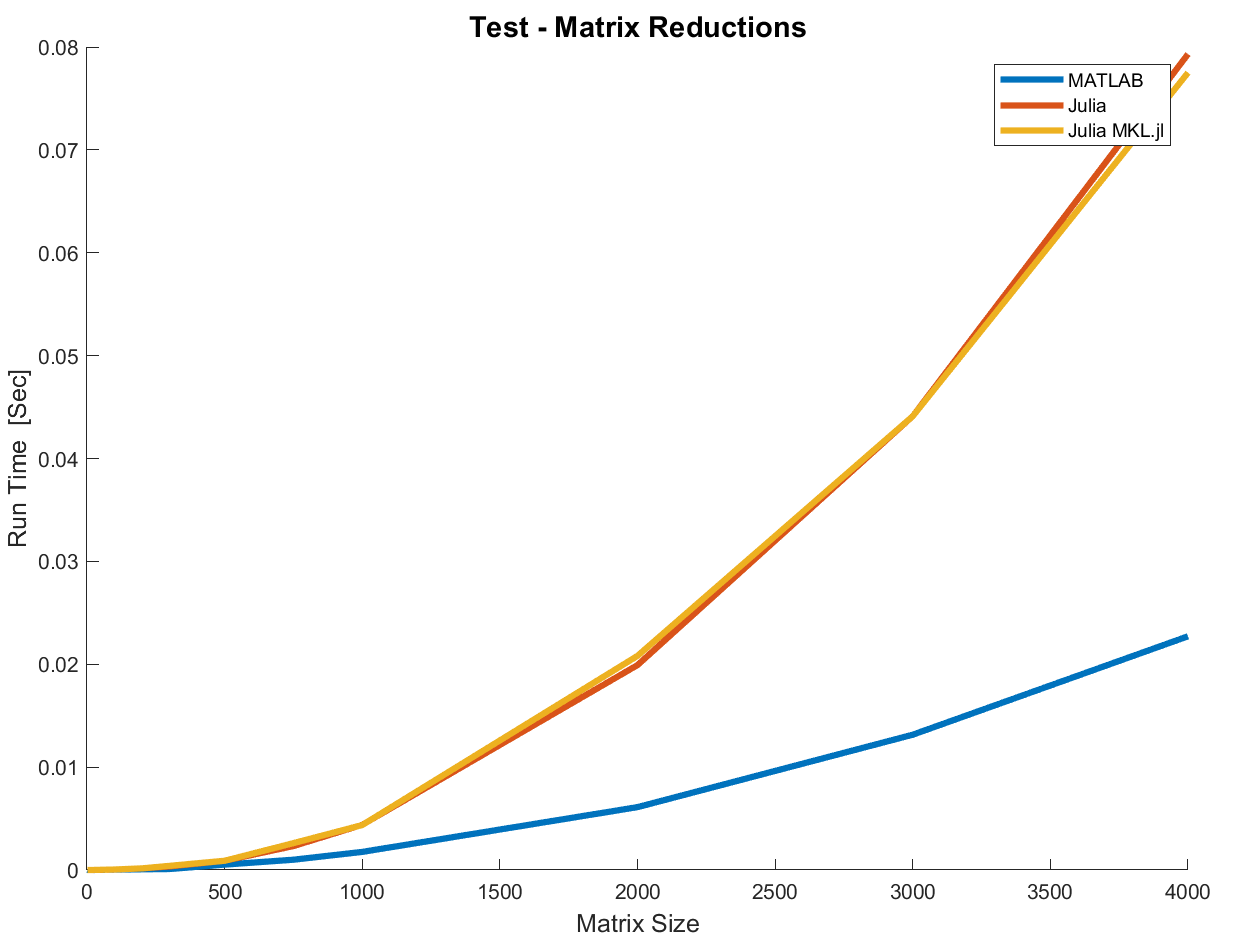 Test - Matrix Reductions
MATLAB
Julia
Julia MKL.jl
0.08
0.07
0.06
0.05
0.04
0.03
0.02
0.01
0
Run Time [Sec]
0 500 1000 1500 2000 2500 3000 3500 4000
Matrix Size